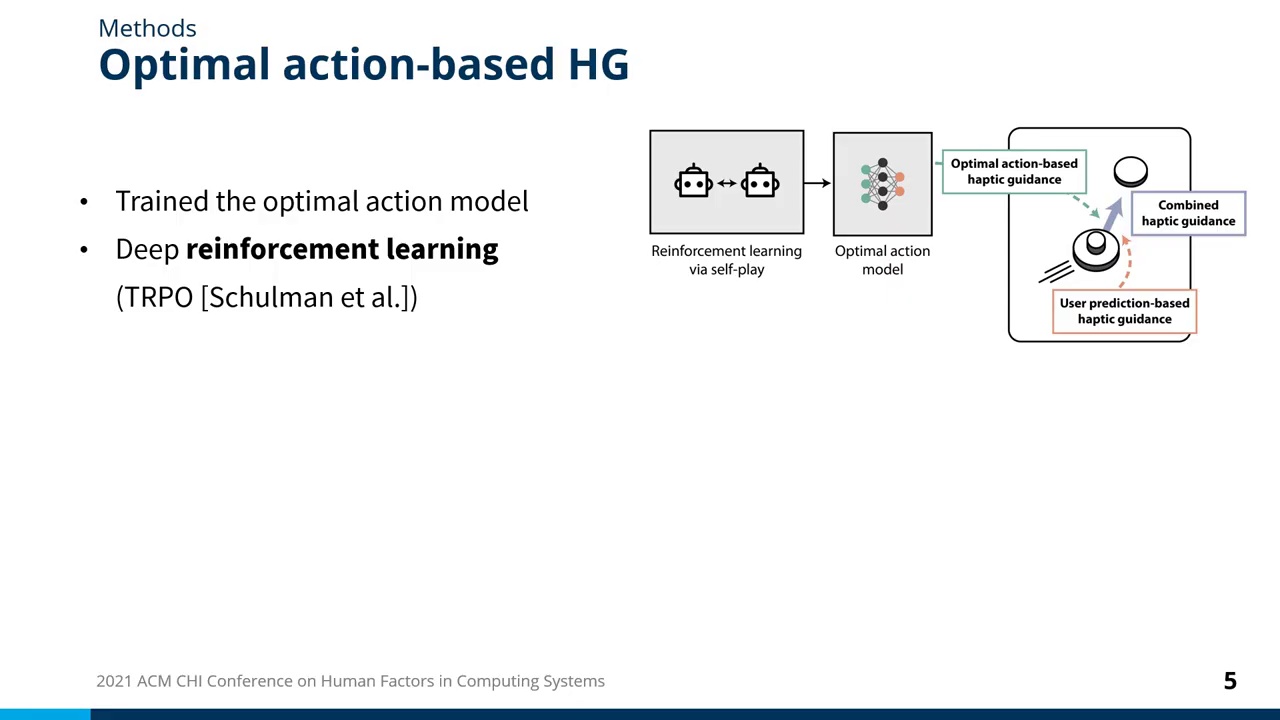 Methods
Optimal action-based HG
• Trained the optimal action model
• Deep reinforcement learning
(TRPO [Schulman et al.])
Reinforcement learning
via self-play
Optimal action
model
Optimal action-based
haptic guidance
Combined
haptic guidance
User prediction-based
haptic guidance
2021 ACM CHI Conference on Human Factors in Computing Systems
5